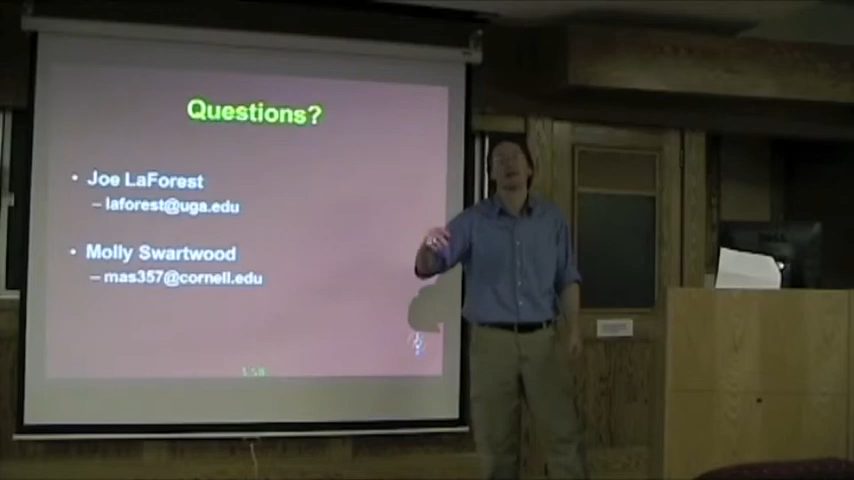 Questions?
• Joe LaForest
– laforest@uga.edu
• Molly Swartwood
– mas357@cornell.edu